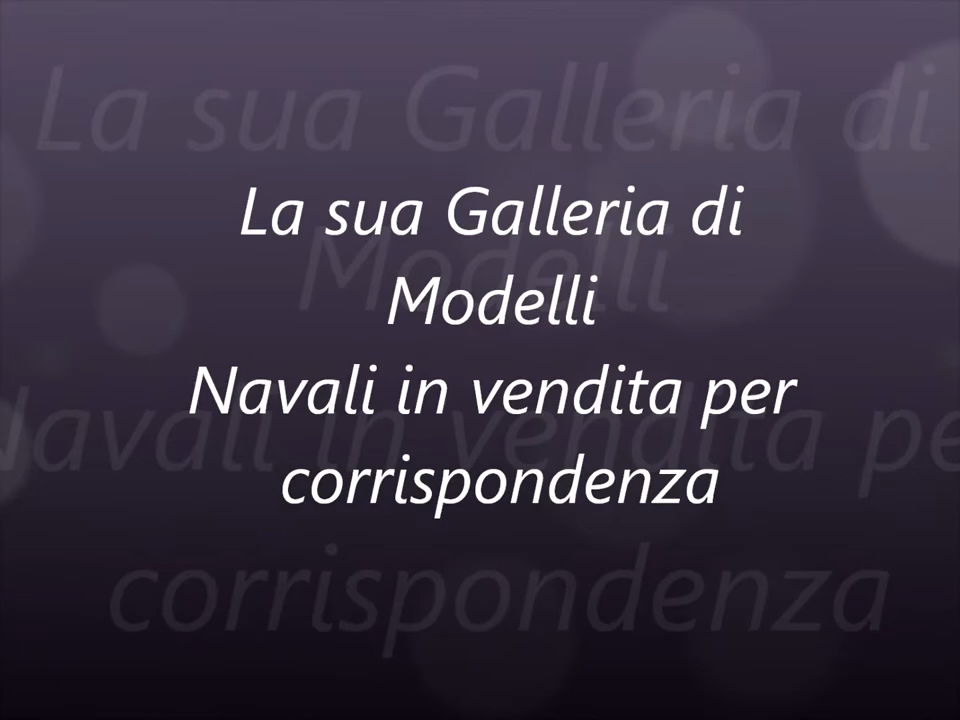 La sua Galleria di
Modelli
Navali in vendita per
corrispondenza